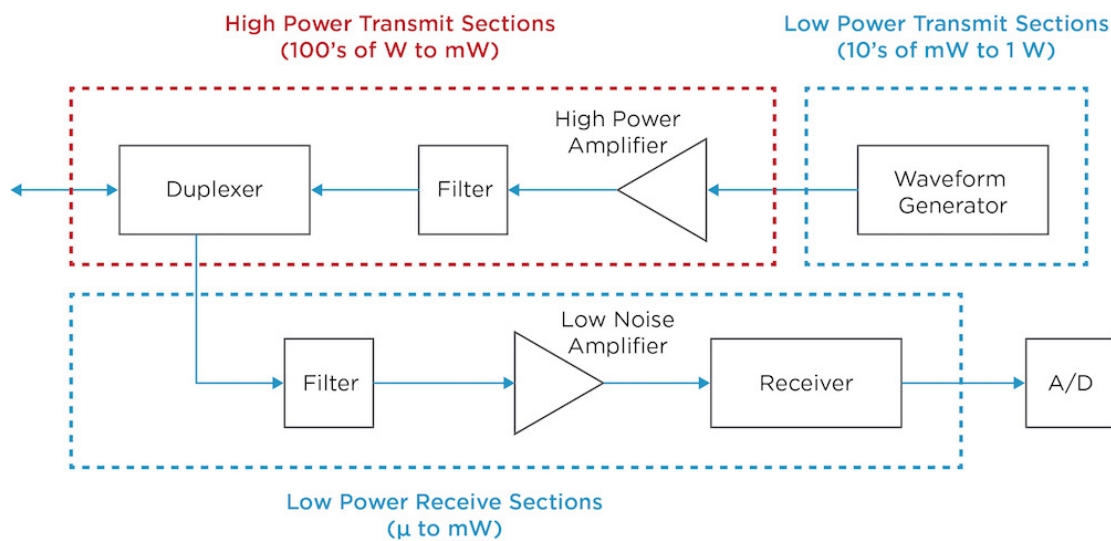 High Power Transmit Sections
(100's of W to mW)
Low Power Transmit Sections
(10's of mW to 1 W)
High Power
Amplifier
Duplexer
Filter
Waveform
Generator
Low Noise
Amplifier
Filter
Receiver
A/D
Low Power Receive Sections
(μ to mW)